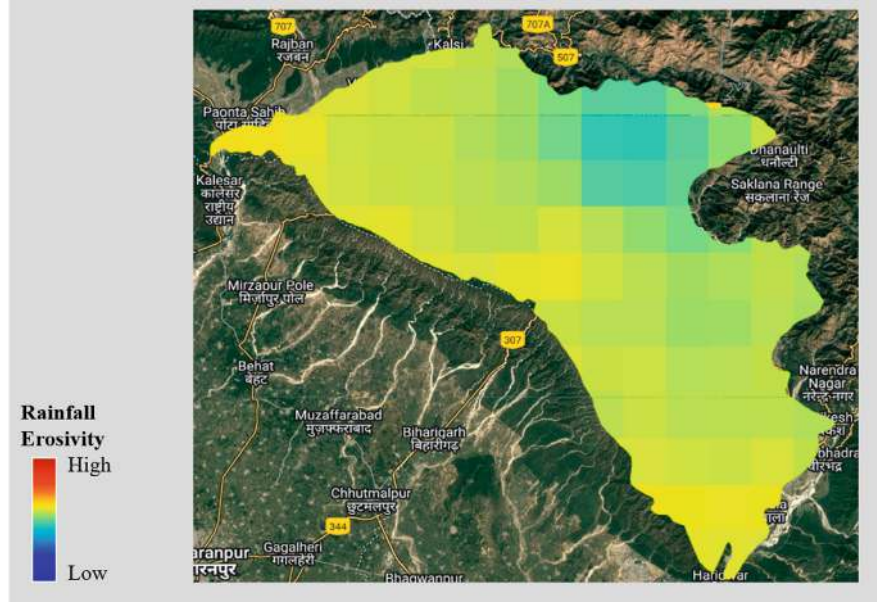 707
707A
Rajban
रजबन
Kalsi
507
Paonta Sahib
पोंटा साहिब
Dhanaulti
धनौल्टी
Kalesar
कालेसर
राष्ट्रीय
उद्यान
Saklana Range
सकलाना रेंज
Mirzapur Pole
मिर्ज़ापुर पोल
307
Behat
बेहट
Narendra
Nagar
नरेन्द्र नगर
Muzaffarabad
मुज़फ्फराबाद
Biharigarh
बिहारीगढ़
Rainfall
Erosivity
High
Low
Chhutmalpur
छुटमलपुर
344
Gagalheri
गागलहेरी
Bhagwanpur
Haridwar